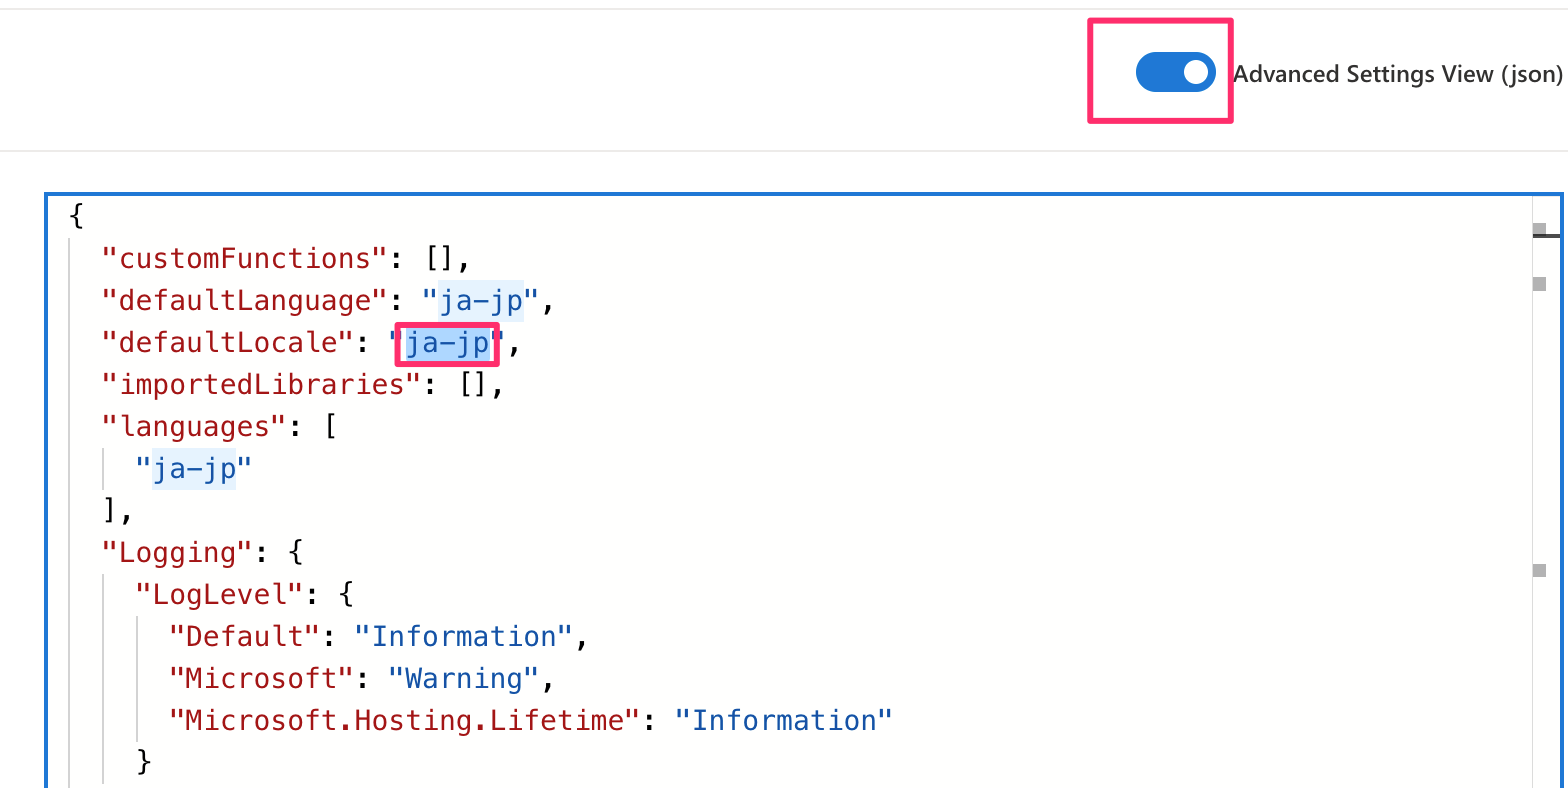 Advanced Settings View (json)
{
"customFunctions": [],
"defaultLanguage": "ja-jp",
"defaultLocale": "ja-jp",
"importedLibraries": [],
"languages": [
"ja-jp"
],
"Logging": {
"LogLevel": {
"Default": "Information",
"Microsoft": "Warning",
"Microsoft.Hosting.Lifetime": "Information"
}